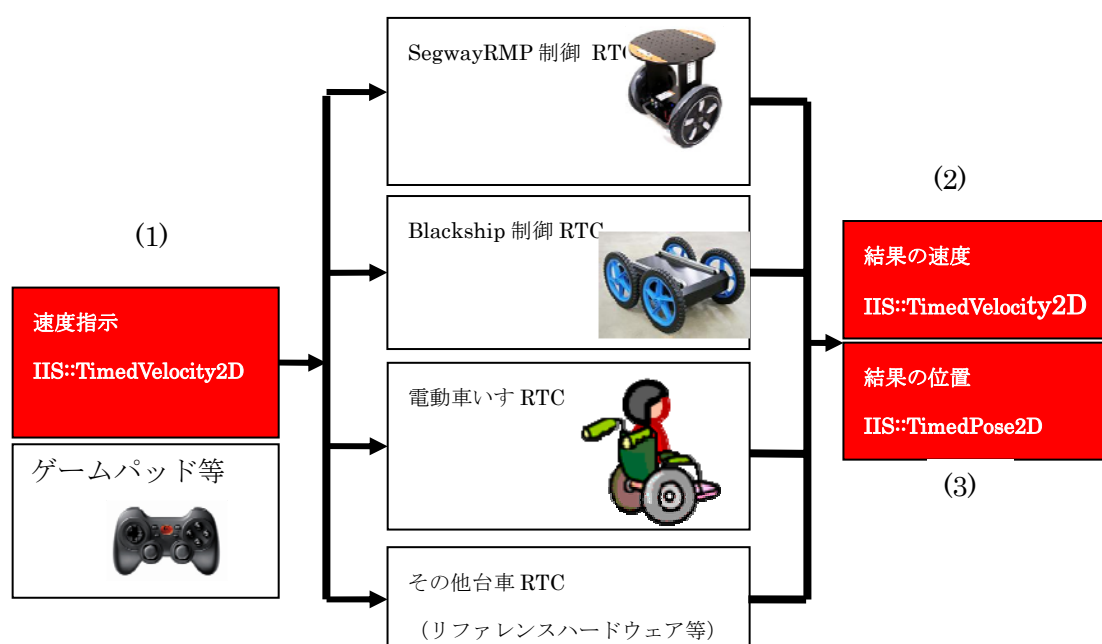 SegwayRMP 制御 RTC
(2)
(1)
Blackship 制御 RTC
結果の速度
IIS::TimedVelocity2D
速度指示
IIS::TimedVelocity2D
電動車いす RTC
結果の位置
IIS::TimedPose2D
ゲームパッド等
(3)
その他台車 RTC
（リファレンスハードウェア等）